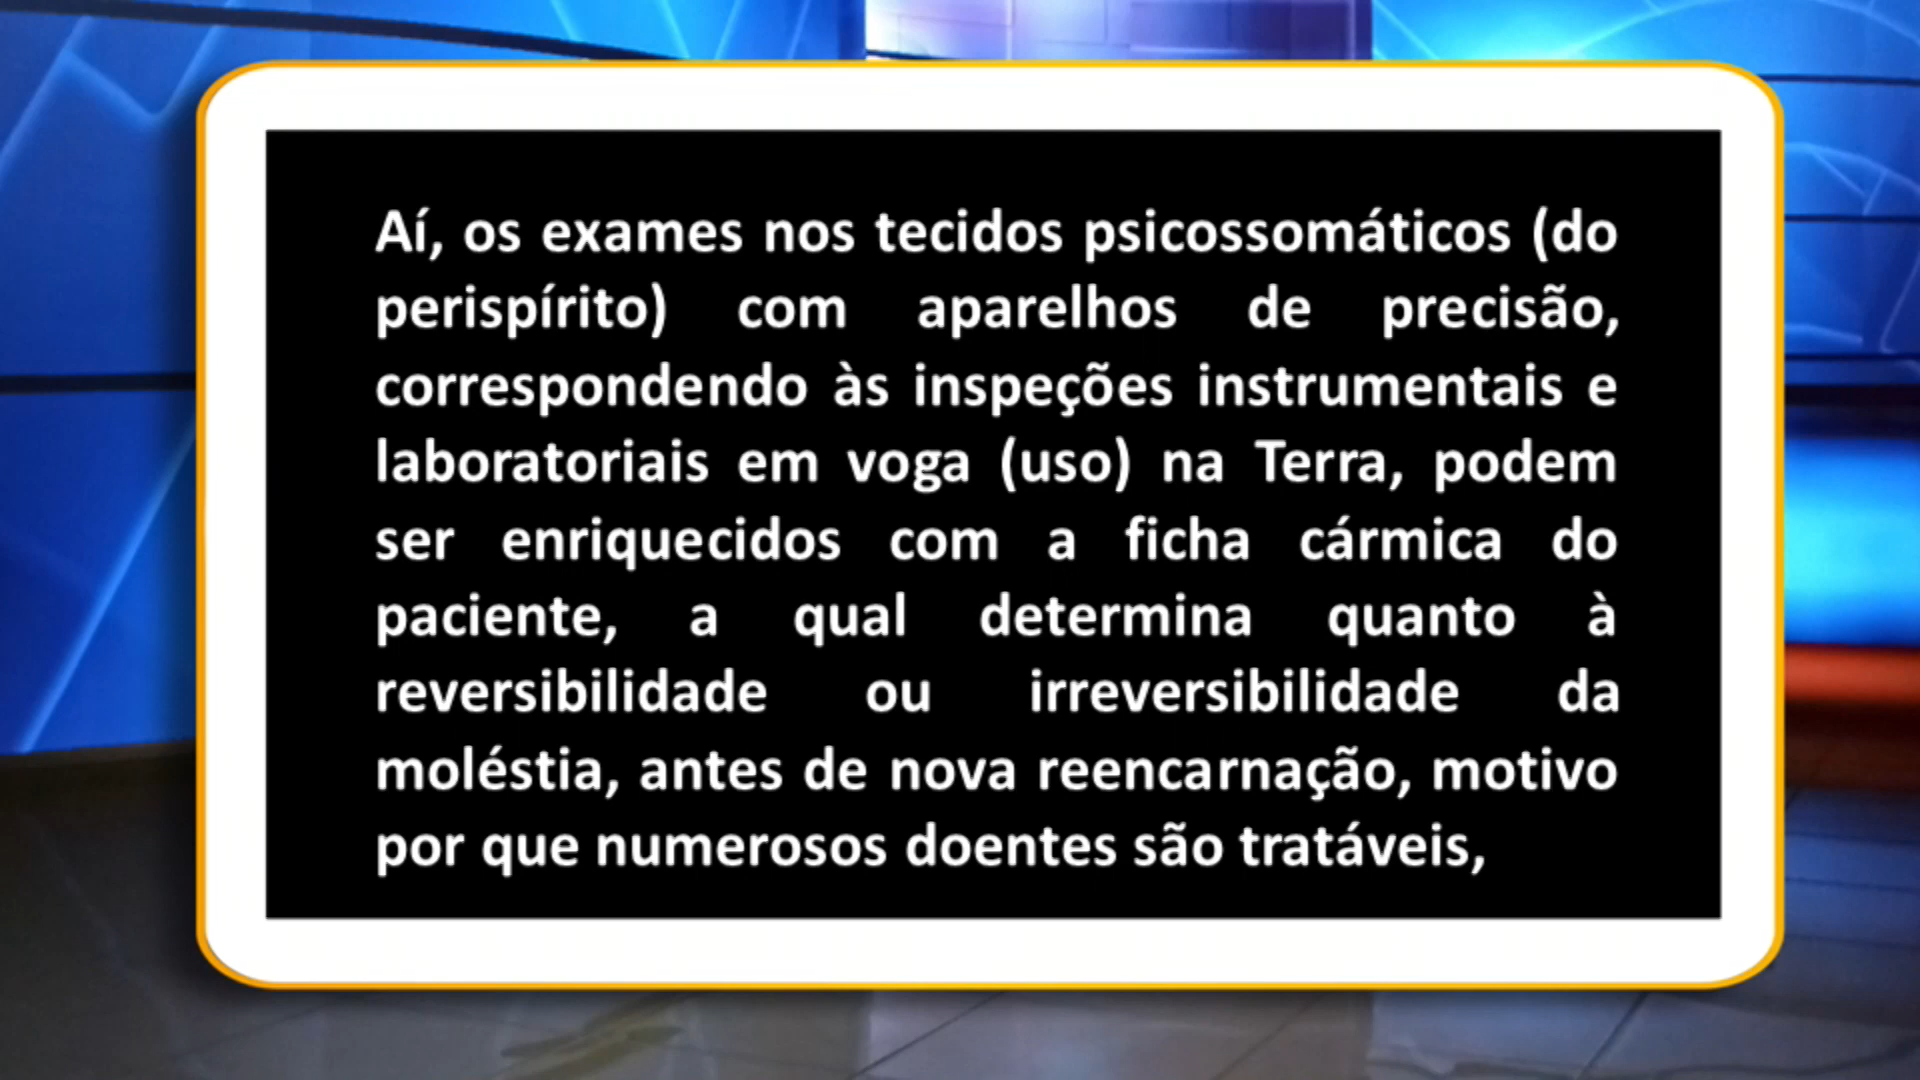 Aí, os exames nos tecidos psicossomáticos (do
perispírito) com aparelhos de precisão,
correspondendo às inspeções instrumentais e
laboratoriais em voga (uso) na Terra, podem
ser enriquecidos com a ficha cármica do
paciente, a qual determina quanto à
reversibilidade ou irreversibilidade da
moléstia, antes de nova reencarnação, motivo
por que numerosos doentes são tratáveis,